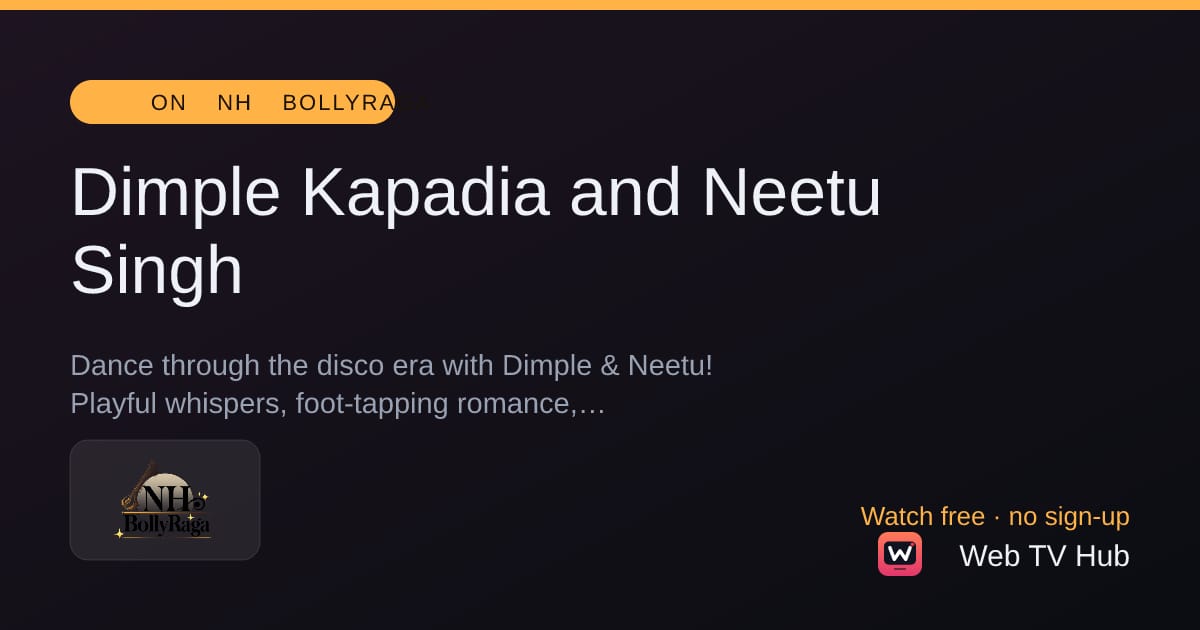 ON NH BOLLYRAGA
Dimple Kapadia and Neetu
Singh
Dance through the disco era with Dimple & Neetu!
Playful whispers, foot-tapping romance,…
NH
BollyRaga
Watch free · no sign-up
W
Web TV Hub